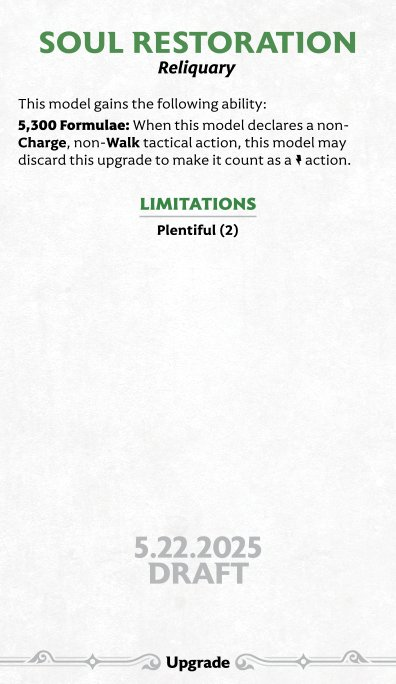 SOUL RESTORATION
Reliquary
This model gains the following ability:
5,300 Formulae: When this model declares a non-
Charge, non-Walk tactical action, this model may
discard this upgrade to make it count as a action.
LIMITATIONS
Plentiful (2)
5.22.2025
DRAFT
Upgrade